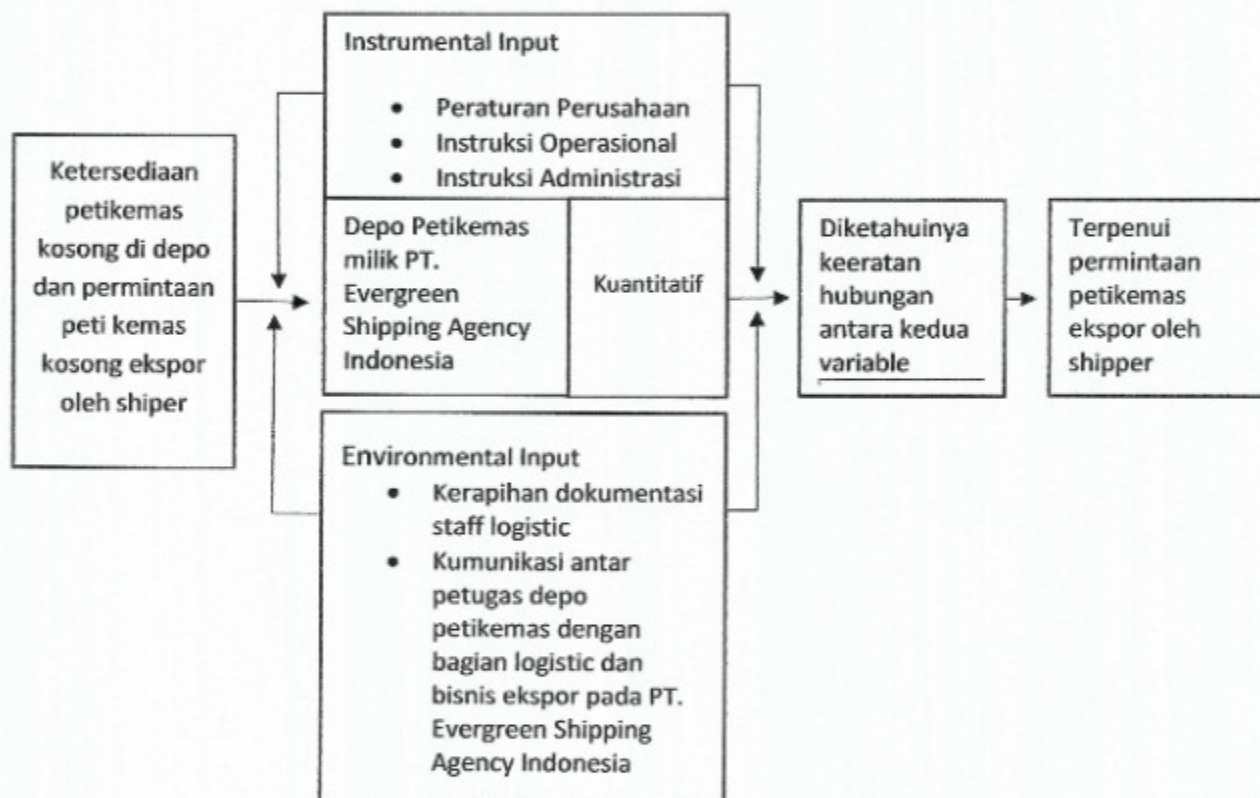 Ketersediaan
petikemas
kosong di depo
dan permintaan
peti kemas
kosong ekspor
oleh shiper
Instrumental Input
• Peraturan Perusahaan
• Instruksi Operasional
• Instruksi Administrasi
Depo Petikemas
milik PT.
Evergreen
Shipping Agency
Indonesia
Kuantitatif
Environmental Input
• Kerapihan dokumentasi
staff logistic
• Kumunikasi antar
petugas depo
petikemas dengan
bagian logistic dan
bisnis ekspor pada PT.
Evergreen Shipping
Agency Indonesia
Diketahuinya
keeratan
hubungan
antara kedua
variable
Terpenui
permintaan
petikemas
ekspor oleh
shipper